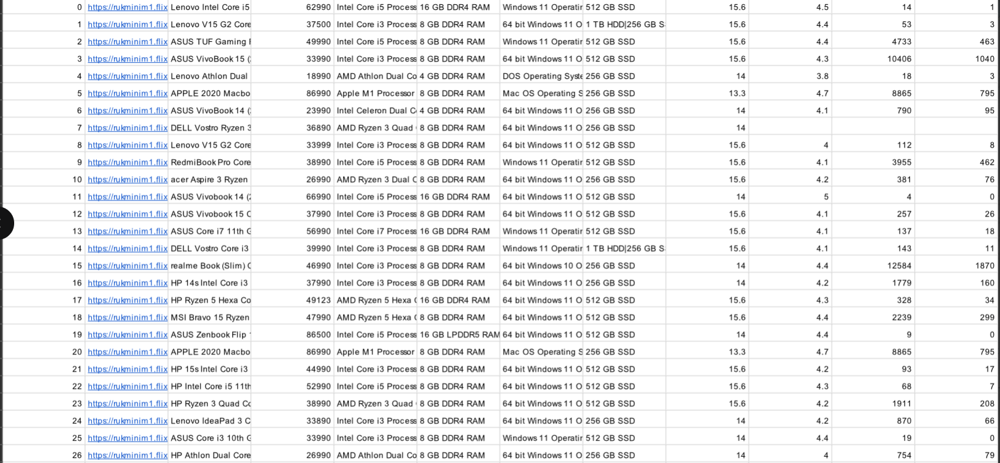 0 https://rukminim1.flix Lenovo Intel Core i5 62990 Intel Core i5 Process 16 GB DDR4 RAM Windows 11 Operatin 512 GB SSD 15.6 4.5 14 1
1 https://rukminim1.flix Lenovo V15 G2 Core 37500 Intel Core i3 Process 8 GB DDR4 RAM 64 bit Windows 11 O 1 TB HDD|256 GB S 15.6 4.4 53 3
2 https://rukminim1.flix ASUS TUF Gaming 49990 Intel Core i5 Process 8 GB DDR4 RAM Windows 11 Operatin 512 GB SSD 15.6 4.4 4733 463
3 https://rukminim1.flix ASUS VivoBook 15 ( 33990 Intel Core i3 Process 8 GB DDR4 RAM 64 bit Windows 11 O 512 GB SSD 15.6 4.3 10406 1040
4 https://rukminim1.flix Lenovo Athlon Dual 18990 AMD Athlon Dual Co 4 GB DDR4 RAM DOS Operating Syste 256 GB SSD 14 3.8 18 3
5 https://rukminim1.flix APPLE 2020 Macbo 86990 Apple M1 Processor 8 GB DDR4 RAM Mac OS Operating S 256 GB SSD 13.3 4.7 8865 795
6 https://rukminim1.flix ASUS VivoBook 14 ( 23990 Intel Celeron Dual C 4 GB DDR4 RAM 64 bit Windows 11 O 256 GB SSD 14 4.1 790 95
7 https://rukminim1.flix DELL Vostro Ryzen 3 36890 AMD Ryzen 3 Quad 8 GB DDR4 RAM 64 bit Windows 11 O 256 GB SSD 14
8 https://rukminim1.flix Lenovo V15 G2 Core 33999 Intel Core i3 Process 8 GB DDR4 RAM 64 bit Windows 11 O 512 GB SSD 15.6 4 112 8
9 https://rukminim1.flix RedmiBook Pro Core 38990 Intel Core i5 Process 8 GB DDR4 RAM Windows 11 Operatin 512 GB SSD 15.6 4.1 3955 462
10 https://rukminim1.flix acer Aspire 3 Ryzen 26990 AMD Ryzen 3 Dual C 8 GB DDR4 RAM 64 bit Windows 11 O 256 GB SSD 15.6 4.2 381 76
11 https://rukminim1.flix ASUS Vivobook 14 (2 66990 Intel Core i5 Process 16 GB DDR4 RAM 64 bit Windows 11 O 512 GB SSD 14 5 4 0
12 https://rukminim1.flix ASUS Vivobook 15 C 37990 Intel Core i3 Process 8 GB DDR4 RAM 64 bit Windows 11 O 512 GB SSD 15.6 4.1 257 26
13 https://rukminim1.flix ASUS Core i7 11th G 56990 Intel Core i7 Process 16 GB DDR4 RAM Windows 11 Operatin 512 GB SSD 15.6 4.1 137 18
14 https://rukminim1.flix DELL Vostro Core i3 39990 Intel Core i3 Process 8 GB DDR4 RAM Windows 11 Operatin 1 TB HDD|256 GB S 15.6 4.1 143 11
15 https://rukminim1.flix realme Book (Slim) C 46990 Intel Core i3 Process 8 GB DDR4 RAM 64 bit Windows 10 O 256 GB SSD 14 4.4 12584 1870
16 https://rukminim1.flix HP 14s Intel Core i3 37990 Intel Core i3 Process 8 GB DDR4 RAM 64 bit Windows 11 O 256 GB SSD 14 4.2 1779 160
17 https://rukminim1.flix HP Ryzen 5 Hexa Co 49123 AMD Ryzen 5 Hexa C 16 GB DDR4 RAM 64 bit Windows 11 O 512 GB SSD 15.6 4.3 328 34
18 https://rukminim1.flix MSI Bravo 15 Ryzen 47990 AMD Ryzen 5 Hexa C 8 GB DDR4 RAM 64 bit Windows 11 O 512 GB SSD 15.6 4.4 2239 299
19 https://rukminim1.flix ASUS Zenbook Flip 86500 Intel Core i5 Process 16 GB LPDDR5 RAM 64 bit Windows 11 O 512 GB SSD 14 4.4 9 0
20 https://rukminim1.flix APPLE 2020 Macbo 86990 Apple M1 Processor 8 GB DDR4 RAM Mac OS Operating S 256 GB SSD 13.3 4.7 8865 795
21 https://rukminim1.flix HP 15s Intel Core i3 44990 Intel Core i3 Process 8 GB DDR4 RAM 64 bit Windows 11 O 512 GB SSD 15.6 4.2 93 17
22 https://rukminim1.flix HP Intel Core i5 11th 52990 Intel Core i5 Process 8 GB DDR4 RAM 64 bit Windows 11 O 512 GB SSD 15.6 4.3 68 7
23 https://rukminim1.flix HP Ryzen 3 Quad Co 38990 AMD Ryzen 3 Quad 8 GB DDR4 RAM 64 bit Windows 11 O 512 GB SSD 15.6 4.2 1911 208
24 https://rukminim1.flix Lenovo IdeaPad 3 C 33890 Intel Core i3 Process 8 GB DDR4 RAM 64 bit Windows 11 O 256 GB SSD 14 4.2 870 66
25 https://rukminim1.flix ASUS Core i3 10th G 33990 Intel Core i3 Process 8 GB DDR4 RAM Windows 11 Operatin 512 GB SSD 14 4.4 19 0
26 https://rukminim1.flix HP Athlon Dual Core 26990 AMD Athlon Dual Co 8 GB DDR4 RAM 64 bit Windows 11 O 256 GB SSD 14 4 754 79